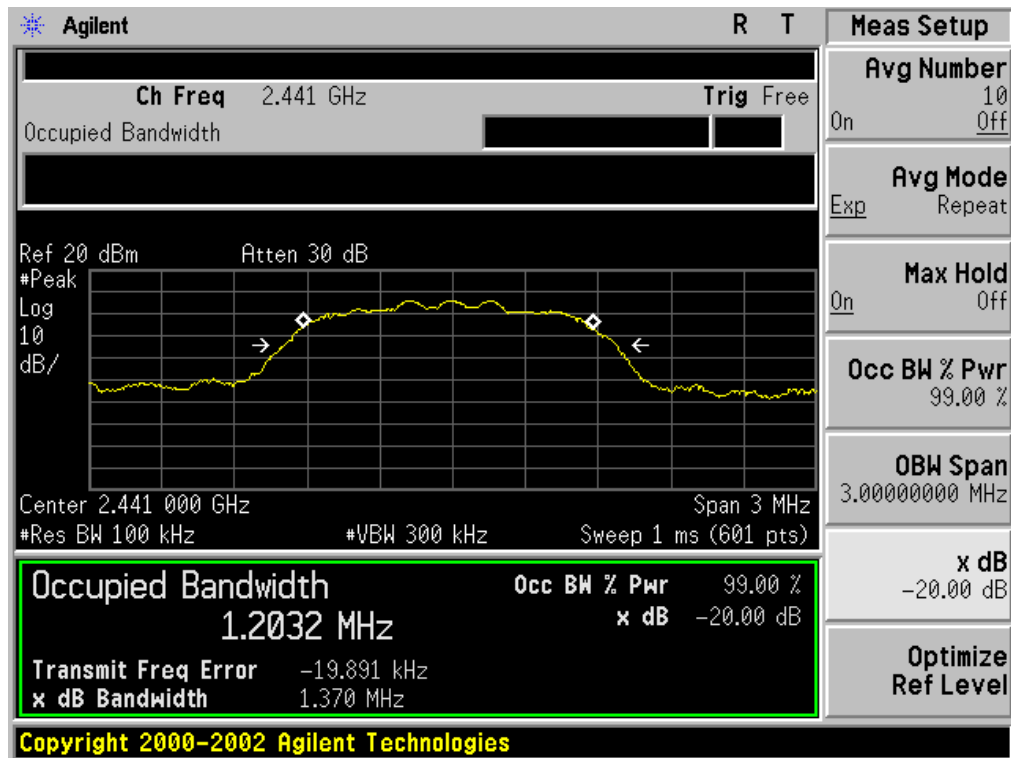 Agilent R T
Ch Freq 2.441 GHz Trig Free
Occupied Bandwidth
Ref 20 dBm Atten 30 dB
#Peak
Log
10
dB/
Center 2.441 000 GHz Span 3 MHz
#Res BW 100 kHz #VBW 300 kHz Sweep 1 ms (601 pts)
Occupied Bandwidth Occ BW % Pwr 99.00 %
1.2032 MHz x dB -20.00 dB
Transmit Freq Error -19.891 kHz
x dB Bandwidth 1.370 MHz
Copyright 2000-2002 Agilent Technologies
Meas Setup
Avg Number
10
On Off
Avg Mode
Exp Repeat
Max Hold
On Off
Occ BW % Pwr
99.00 %
OBW Span
3.00000000 MHz
x dB
-20.00 dB
Optimize
Ref Level